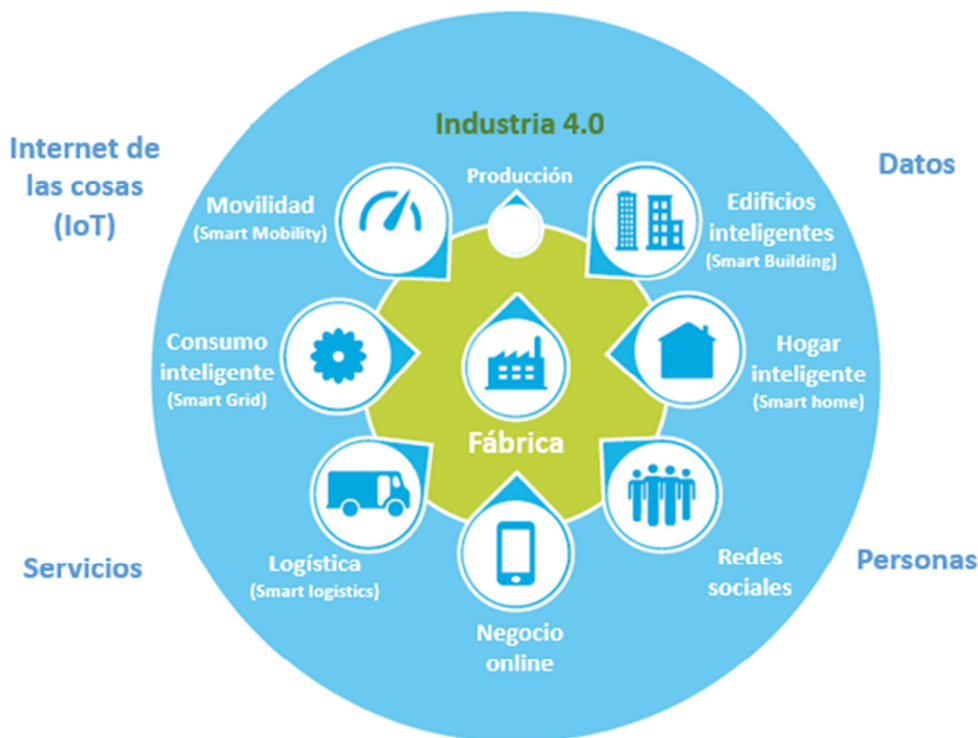 Industria 4.0
Internet de
las cosas
(IoT)
Datos
Producción
Movilidad
(Smart Mobility)
Edificios
inteligentes
(Smart Building)
Consumo
inteligente
(Smart Grid)
Hogar
inteligente
(Smart home)
Fábrica
Servicios
Logística
(Smart logistics)
Redes
sociales
Personas
Negocio
online